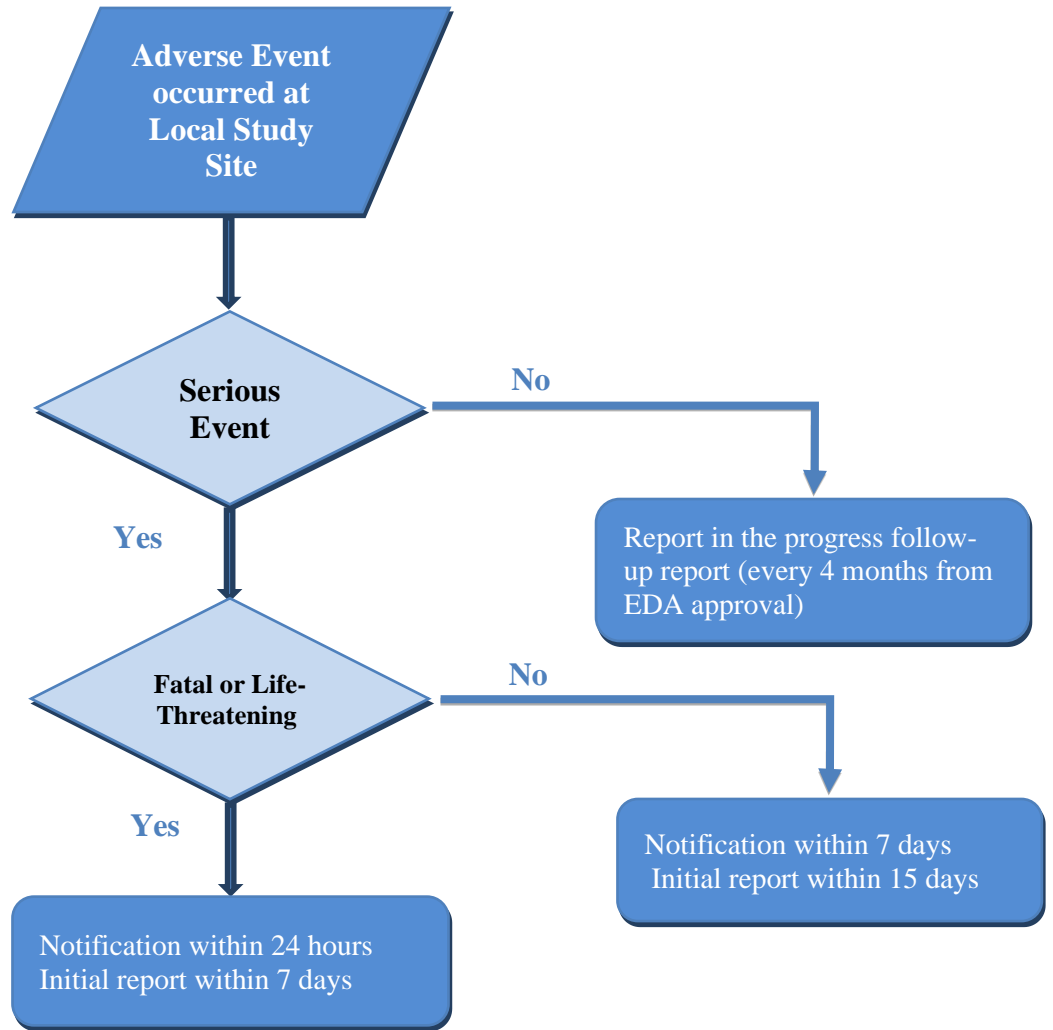 Adverse Event
occurred at
Local Study
Site
Serious
Event
No
Report in the progress follow-
up report (every 4 months from
EDA approval)
Yes
Fatal or Life-
Threatening
No
Notification within 7 days
Initial report within 15 days
Yes
Notification within 24 hours
Initial report within 7 days